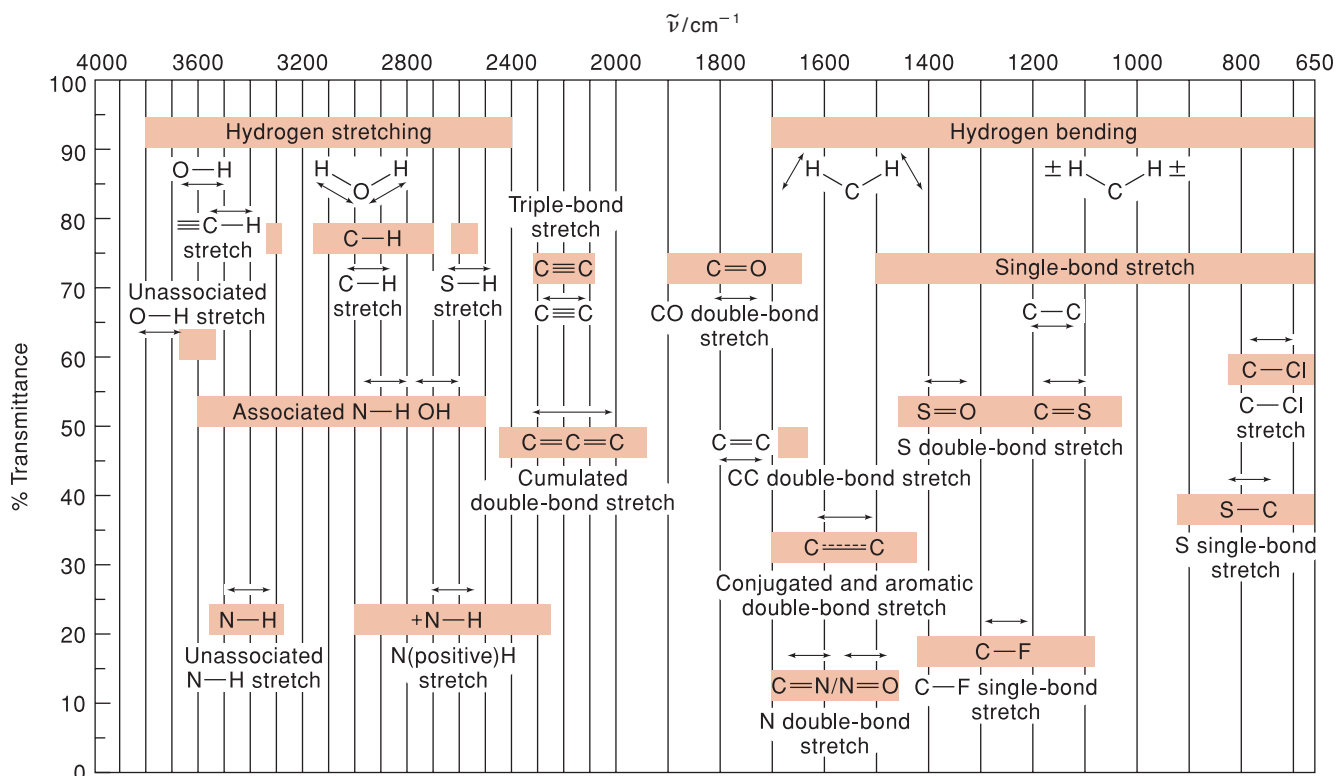 ṽ/cm⁻¹
4000 3600 3200 2800 2400 2000 1800 1600 1400 1200 1000 800 650
% Transmittance
100
90
80
70
60
50
40
30
20
10
0
Hydrogen stretching
O—H
≡C—H
stretch
H O H
C—H
C—H
stretch
S—H
stretch
Unassociated
O—H stretch
Associated N—H OH
N—H
Unassociated
N—H stretch
+N—H
N(positive)H
stretch
Triple-bond
stretch
C≡C
C≡C
C=C=C
Cumulated
double-bond stretch
C=O
CO double-bond
stretch
C=C
CC double-bond stretch
C=C
Conjugated and aromatic
double-bond stretch
C=N/N=O
N double-bond
stretch
Hydrogen bending
H C H
±H C H±
Single-bond stretch
C—C
S=O C=S
S double-bond stretch
C—F
C—F single-bond
stretch
C—Cl
C—Cl
stretch
S—C
S single-bond
stretch